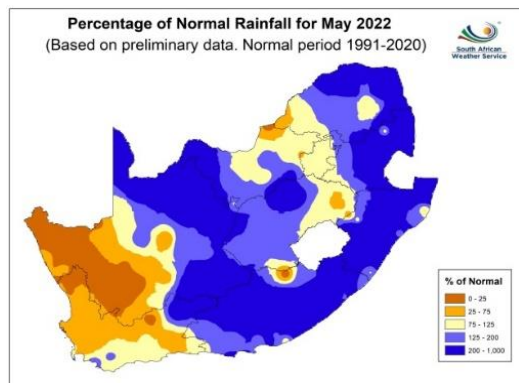 Percentage of Normal Rainfall for May 2022
(Based on preliminary data. Normal period 1991-2020)
South African
Weather Service
% of Normal
0 - 25
25 - 75
75 - 125
125 - 200
200 - 1,000